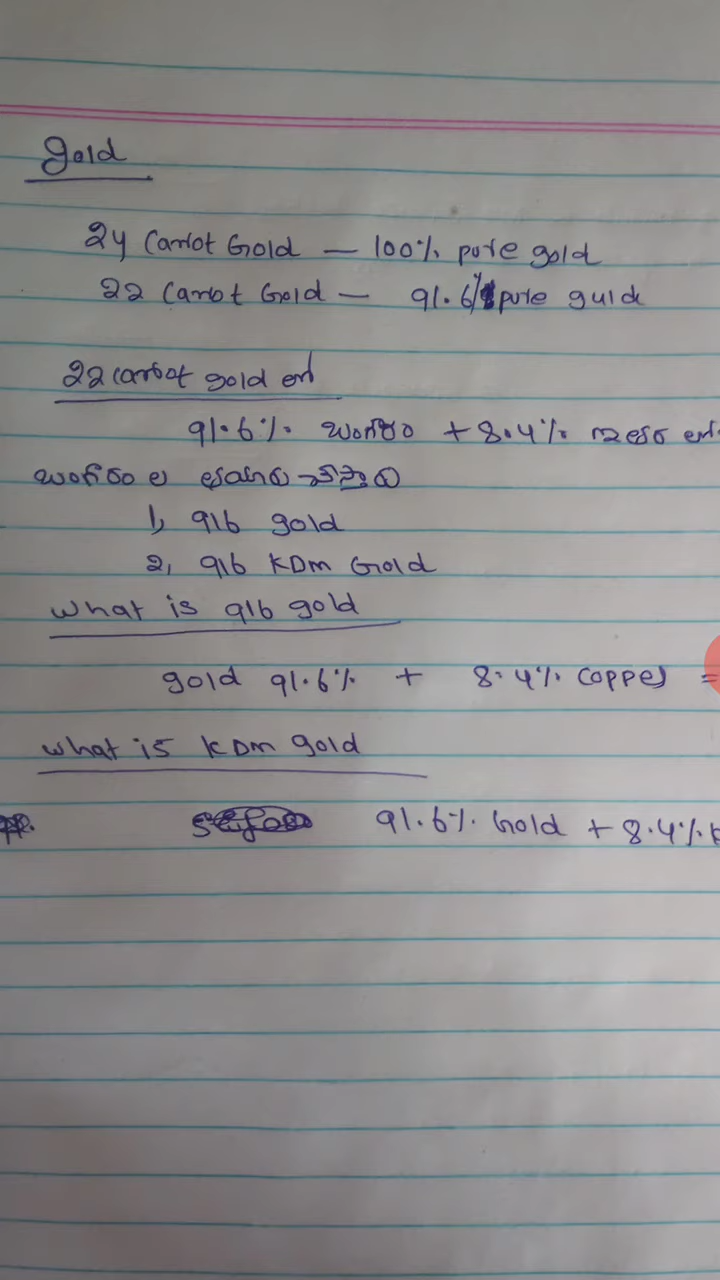 Gold
24 Carrot Gold — 100% pure gold
22 Carrot Gold — 91.6% pure guld
22 carrot gold
91.6% బంగారం + 8.4%
బంగారం
1, 916 gold
2, 916 KDM Gold
What is 916 gold
gold 91.6% + 8.4% copper =
what is KDM gold
91.6% Gold + 8.4% K